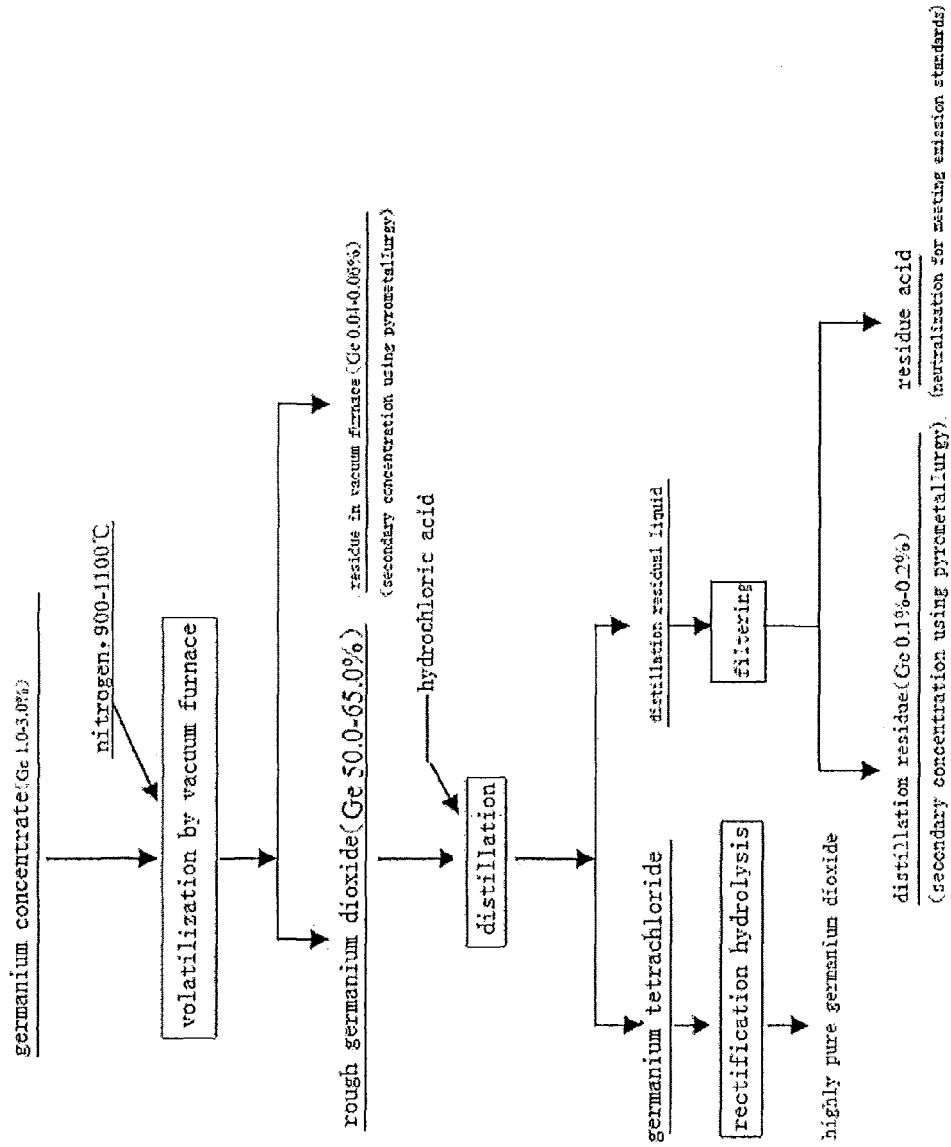 germanium concentrate(Ge 1.0-3.0%)
nitrogen,900-1100℃
volatilization by vacuum furnace
rough germanium dioxide(Ge 50.0-65.0%)
residue in vacuum furnace(Ge 0.04-0.06%)
(secondary concentration using pyrometallurgy)
hydrochloric acid
distillation
germanium tetrachloride
distillation residual liquid
rectification hydrolysis
filtering
highly pure germanium dioxide
distillation residue(Ge 0.1%-0.2%)
(secondary concentration using pyrometallurgy).
residue acid
(neutralization for meeting emission standards)